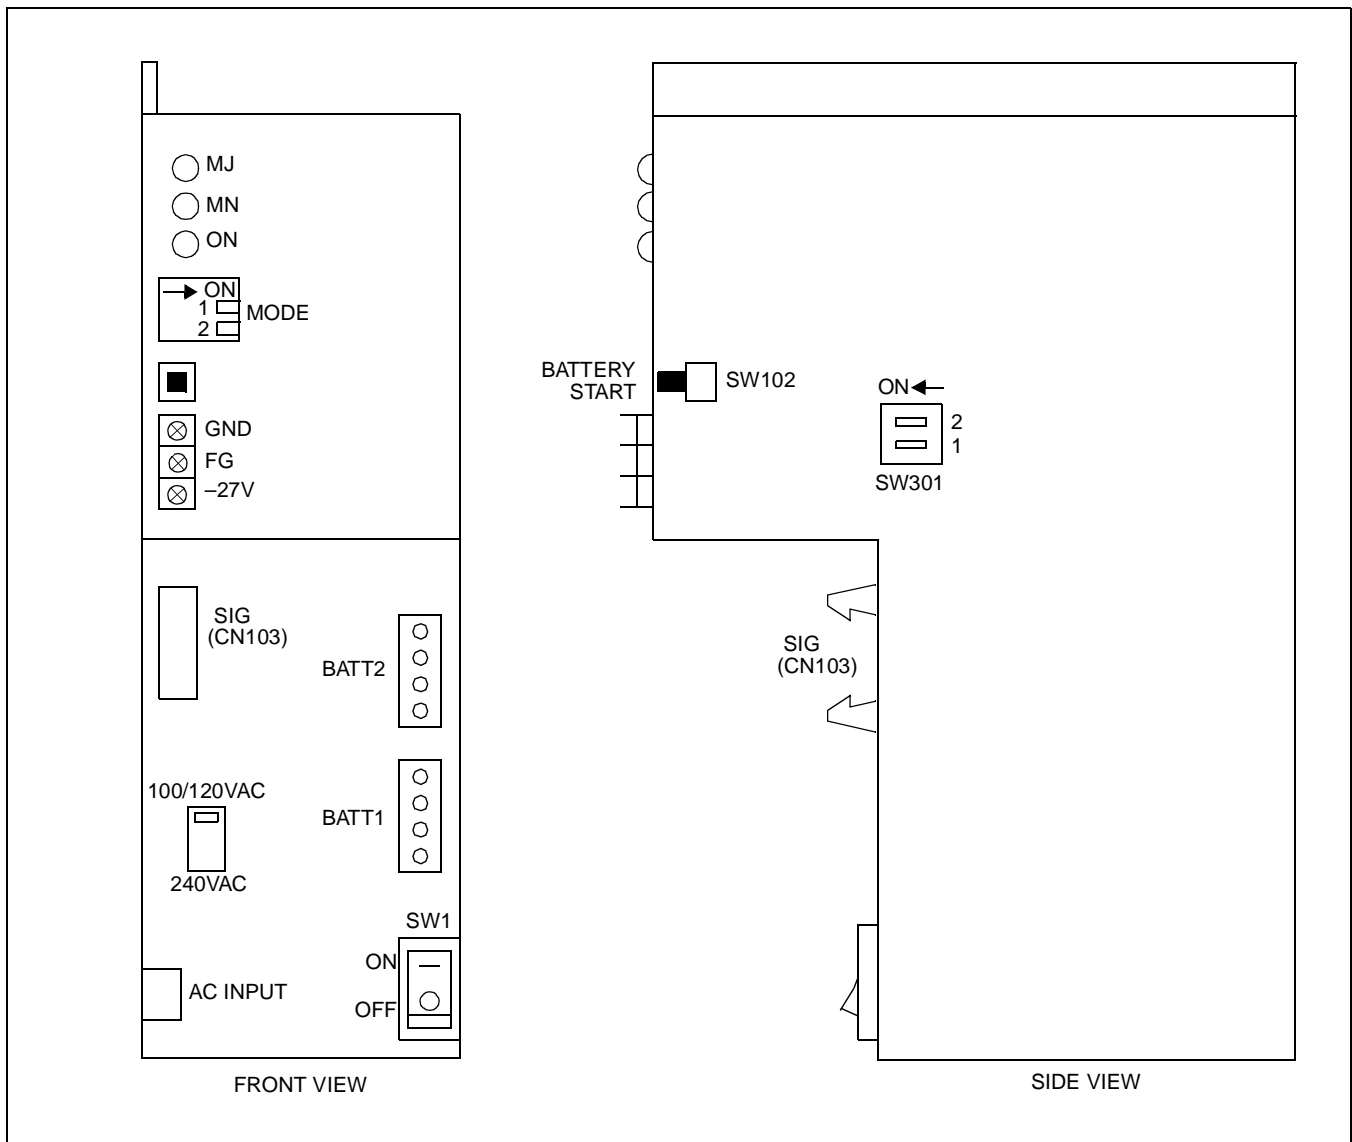 MJ
MN
ON
ON
1
MODE
2
GND
FG
–27V
SIG
(CN103)
BATT2
100/120VAC
BATT1
240VAC
SW1
ON
AC INPUT
OFF
FRONT VIEW
BATTERY
START
SW102
ON
2
1
SW301
SIG
(CN103)
SIDE VIEW